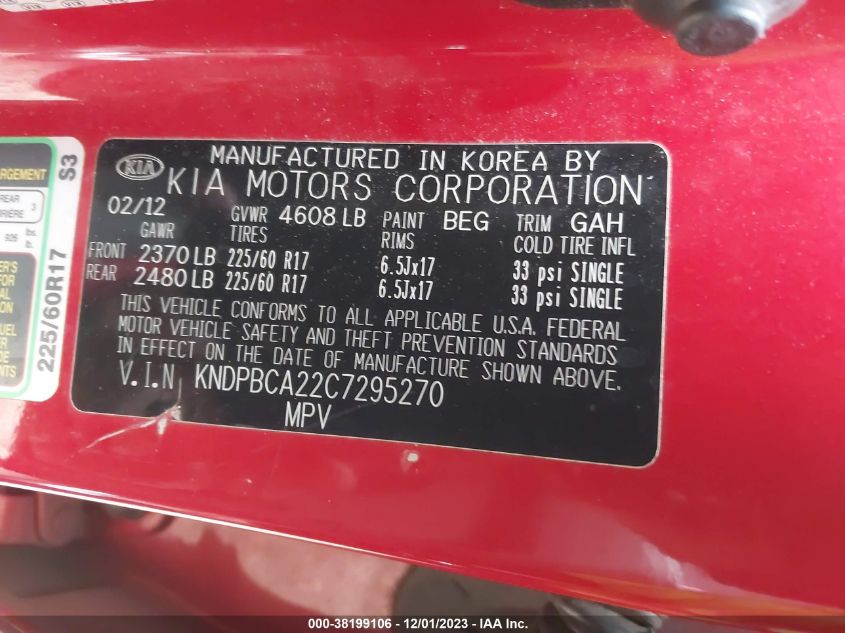 MANUFACTURED IN KOREA BY
KIA KIA MOTORS CORPORATION
02/12 GVWR 4608 LB PAINT BEG TRIM GAH
GAWR TIRES RIMS COLD TIRE INFL
FRONT 2370 LB 225/60 R17 6.5Jx17 33 psi SINGLE
REAR 2480 LB 225/60 R17 6.5Jx17 33 psi SINGLE
THIS VEHICLE CONFORMS TO ALL APPLICABLE U.S.A. FEDERAL
MOTOR VEHICLE SAFETY AND THEFT PREVENTION STANDARDS
IN EFFECT ON THE DATE OF MANUFACTURE SHOWN ABOVE.
V.I.N KNDPBCA22C7295270
MPV
REAR
3
lbs.
225/60R17 S3
000-38199106 - 12/01/2023 - IAA Inc.